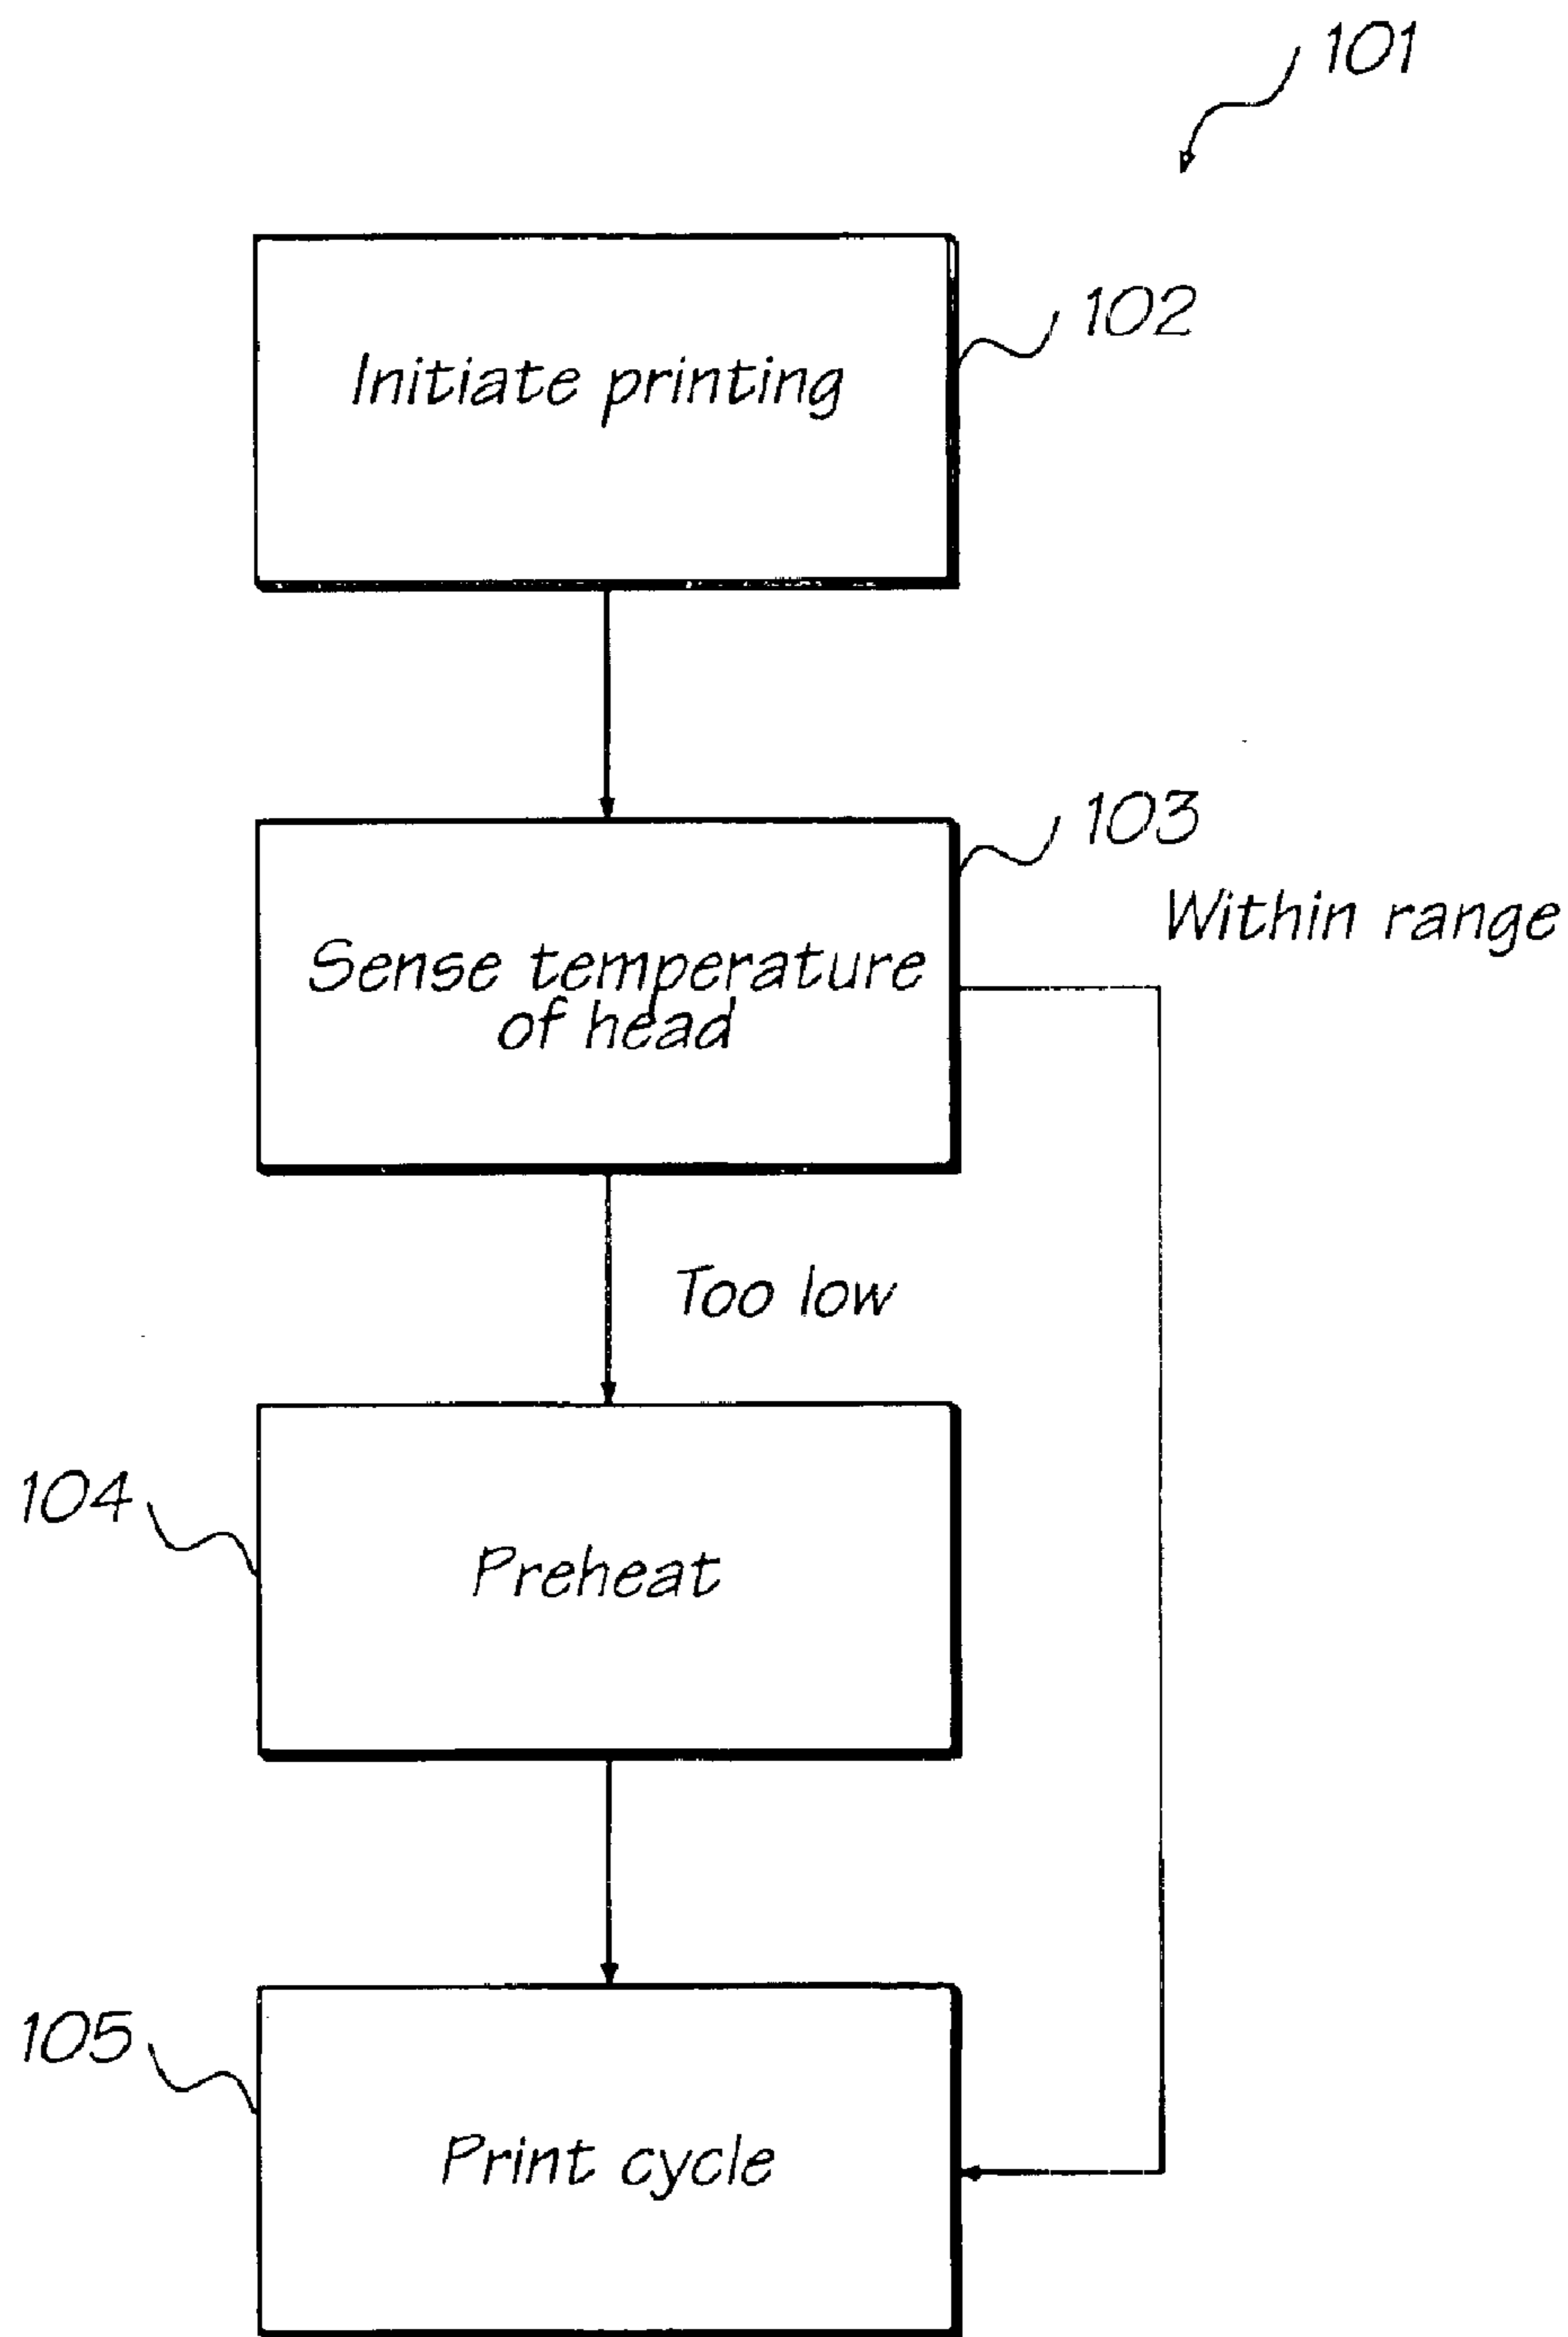 101
Initiate printing
102
103
Within range
Sense temperature
of head
Too low
104
Preheat
105
Print cycle